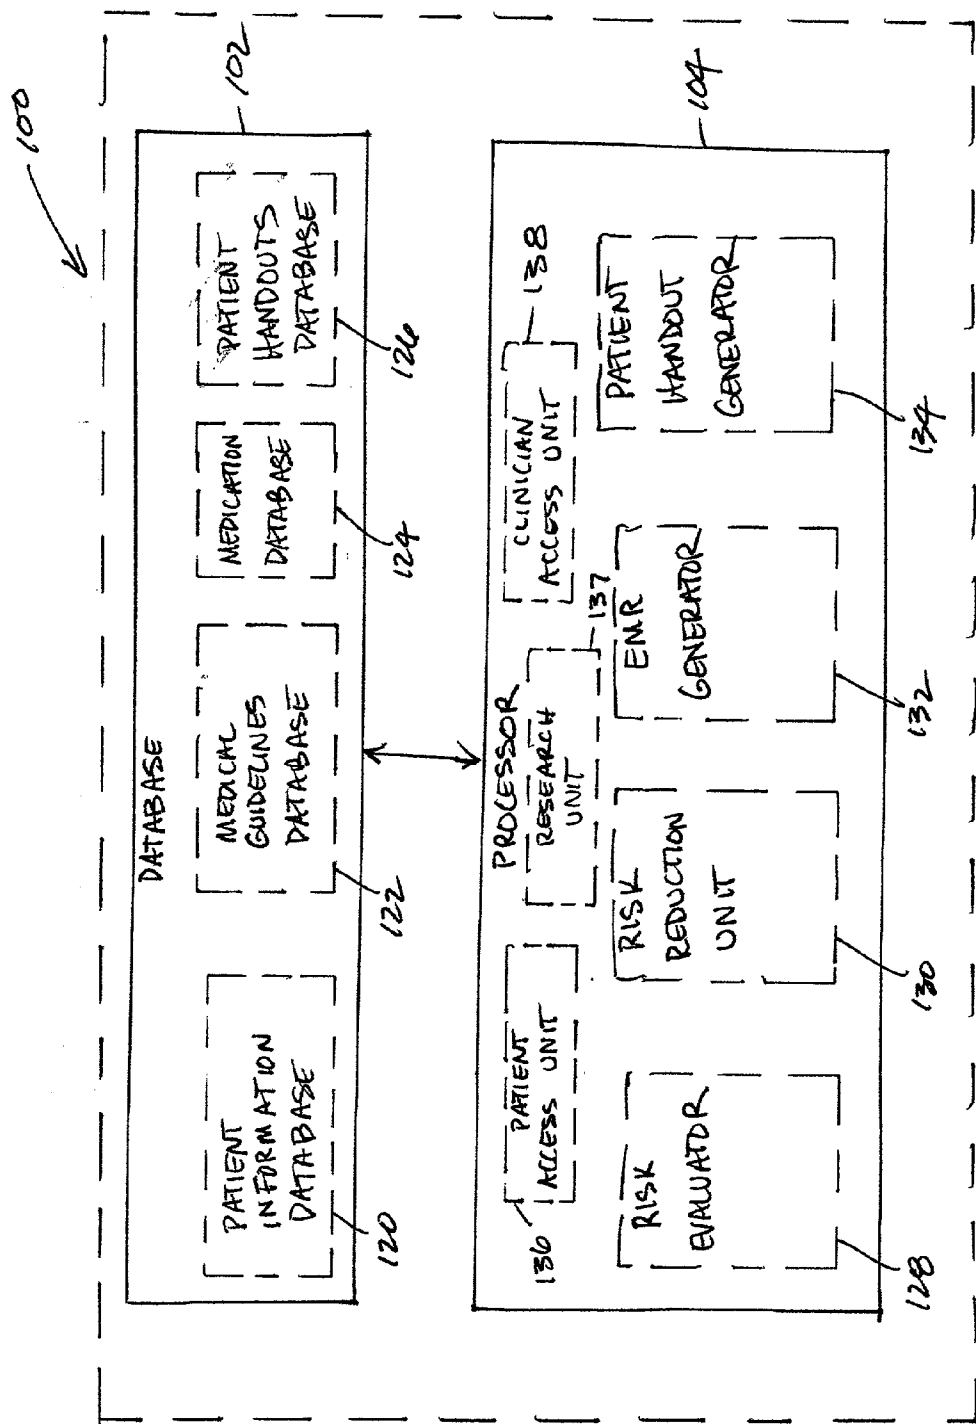 100
102
DATABASE
PATIENT
INFORMATION
DATABASE
120
MEDICAL
GUIDELINES
DATABASE
122
MEDICATION
DATABASE
124
PATIENT
HANDOUTS
DATABASE
126
104
PROCESSOR
PATIENT
ACCESS UNIT
136
RESEARCH
UNIT
137
CLINICIAN
ACCESS UNIT
138
RISK
EVALUATOR
128
RISK
REDUCTION
UNIT
130
EMR
GENERATOR
132
PATIENT
HANDOUT
GENERATOR
134